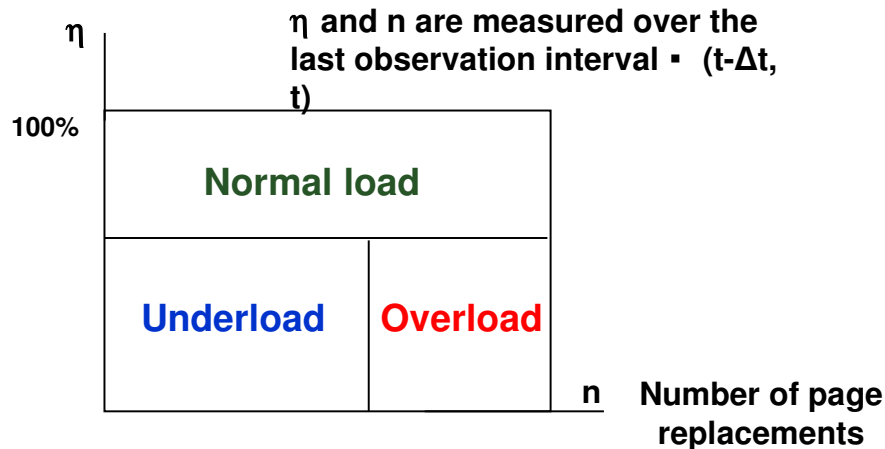 η
η and n are measured over the
last observation interval ▪ (t-Δt,
t)
100%
Normal load
Underload
Overload
n
Number of page
replacements